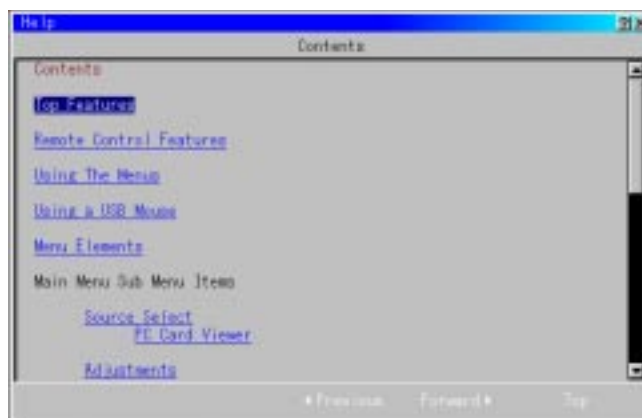 Help
Contents
Contents
Top Features
Remote Control Features
Using The Menus
Using a USB Mouse
Menu Elements
Main Menu Sub Menu Items
Source Select
PC Card Viewer
Adjustments
Previous Forward Top